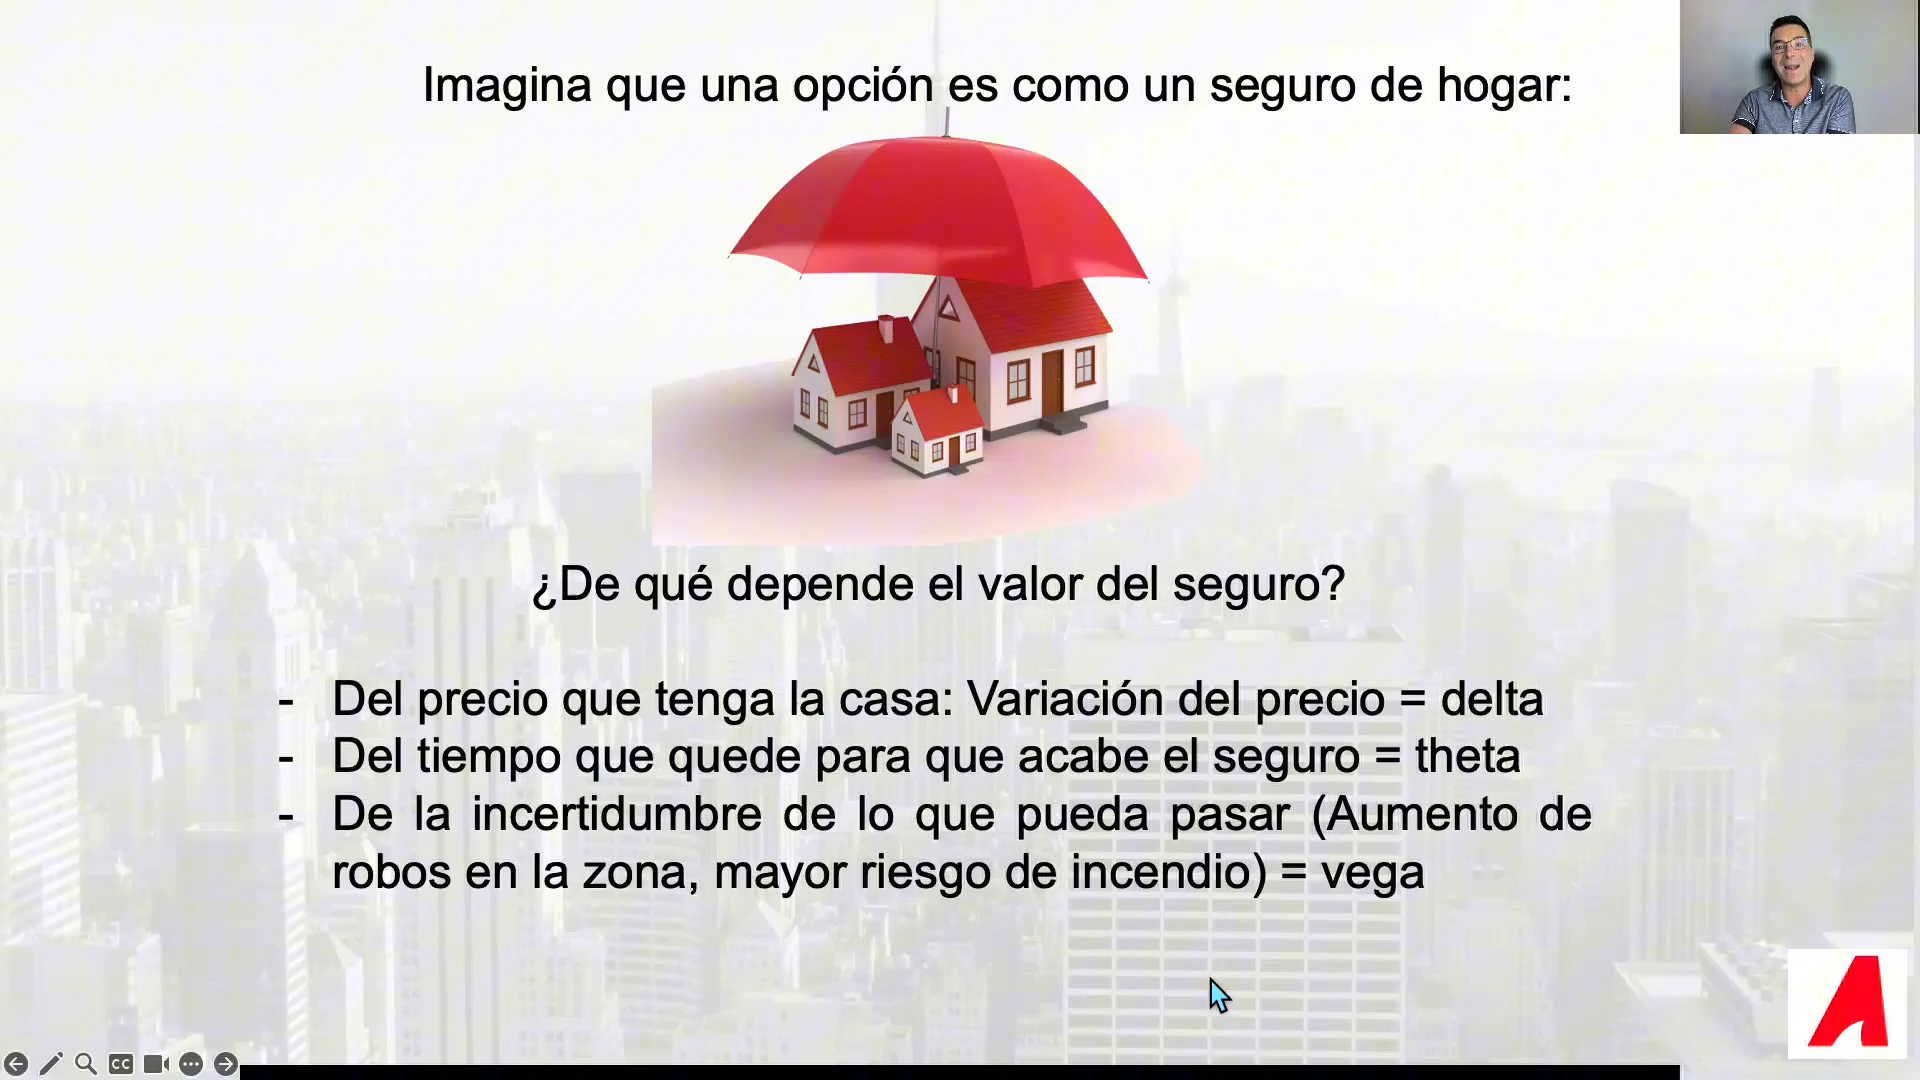 Imagina que una opción es como un seguro de hogar:
¿De qué depende el valor del seguro?
- Del precio que tenga la casa: Variación del precio = delta
- Del tiempo que quede para que acabe el seguro = theta
- De la incertidumbre de lo que pueda pasar (Aumento de
robos en la zona, mayor riesgo de incendio) = vega
A
CC